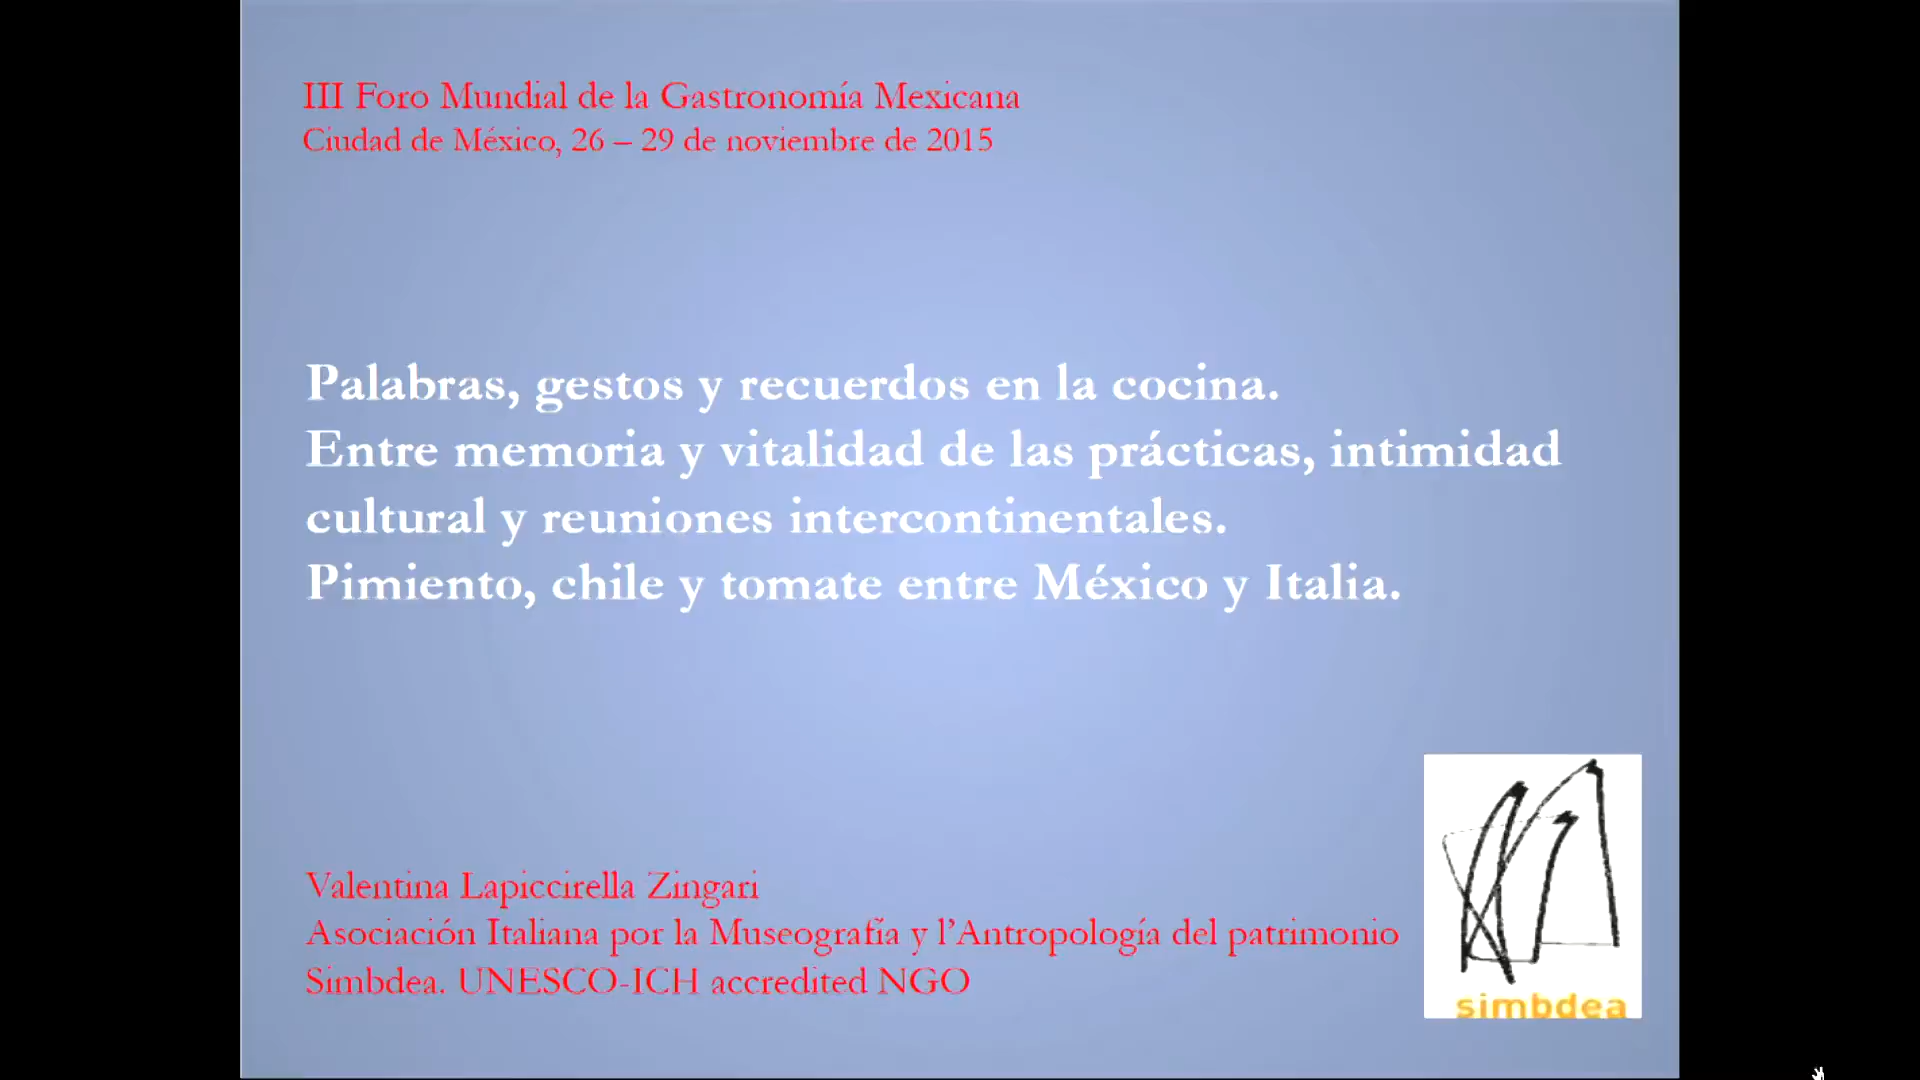 III Foro Mundial de la Gastronomía Mexicana
Ciudad de México, 26 – 29 de noviembre de 2015
Palabras, gestos y recuerdos en la cocina.
Entre memoria y vitalidad de las prácticas, intimidad
cultural y reuniones intercontinentales.
Pimiento, chile y tomate entre México y Italia.
Valentina Lapiccirella Zingari
Asociación Italiana por la Museografía y l’Antropología del patrimonio
Simbdea. UNESCO-ICH accredited NGO
simbdea